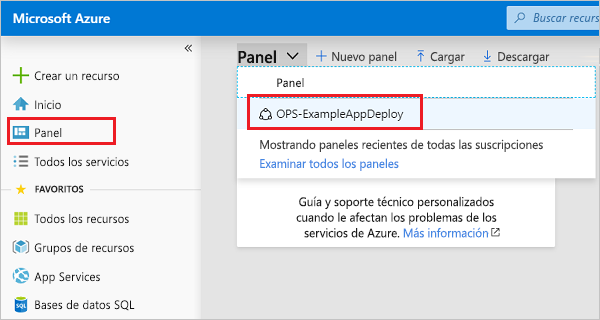 Microsoft Azure
Buscar recurs
Crear un recurso
Inicio
Panel
Todos los servicios
FAVORITOS
Todos los recursos
Grupos de recursos
App Services
Bases de datos SQL
Panel
Nuevo panel
Cargar
Descargar
Panel
OPS-ExampleAppDeploy
Mostrando paneles recientes de todas las suscripciones
Examinar todos los paneles
Guía y soporte técnico personalizados
cuando le afectan los problemas de los
servicios de Azure. Más información